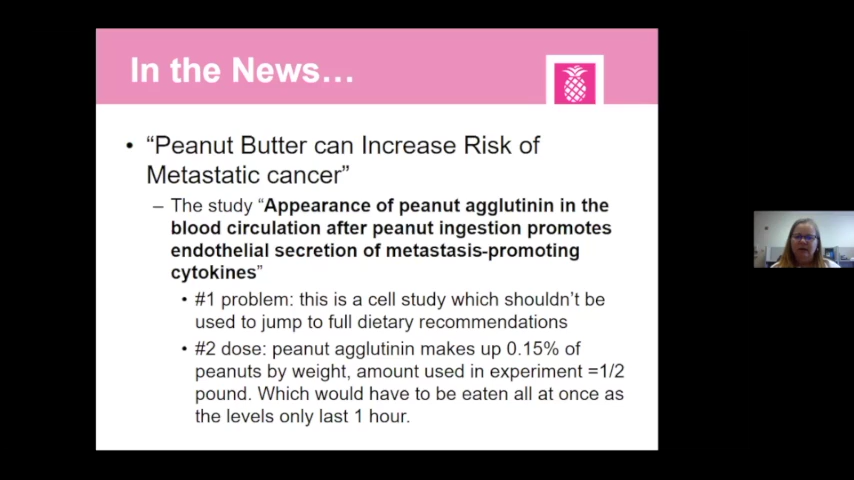 In the News…
• “Peanut Butter can Increase Risk of
Metastatic cancer”
– The study “Appearance of peanut agglutinin in the
blood circulation after peanut ingestion promotes
endothelial secretion of metastasis-promoting
cytokines”
• #1 problem: this is a cell study which shouldn’t be
used to jump to full dietary recommendations
• #2 dose: peanut agglutinin makes up 0.15% of
peanuts by weight, amount used in experiment =1/2
pound. Which would have to be eaten all at once as
the levels only last 1 hour.